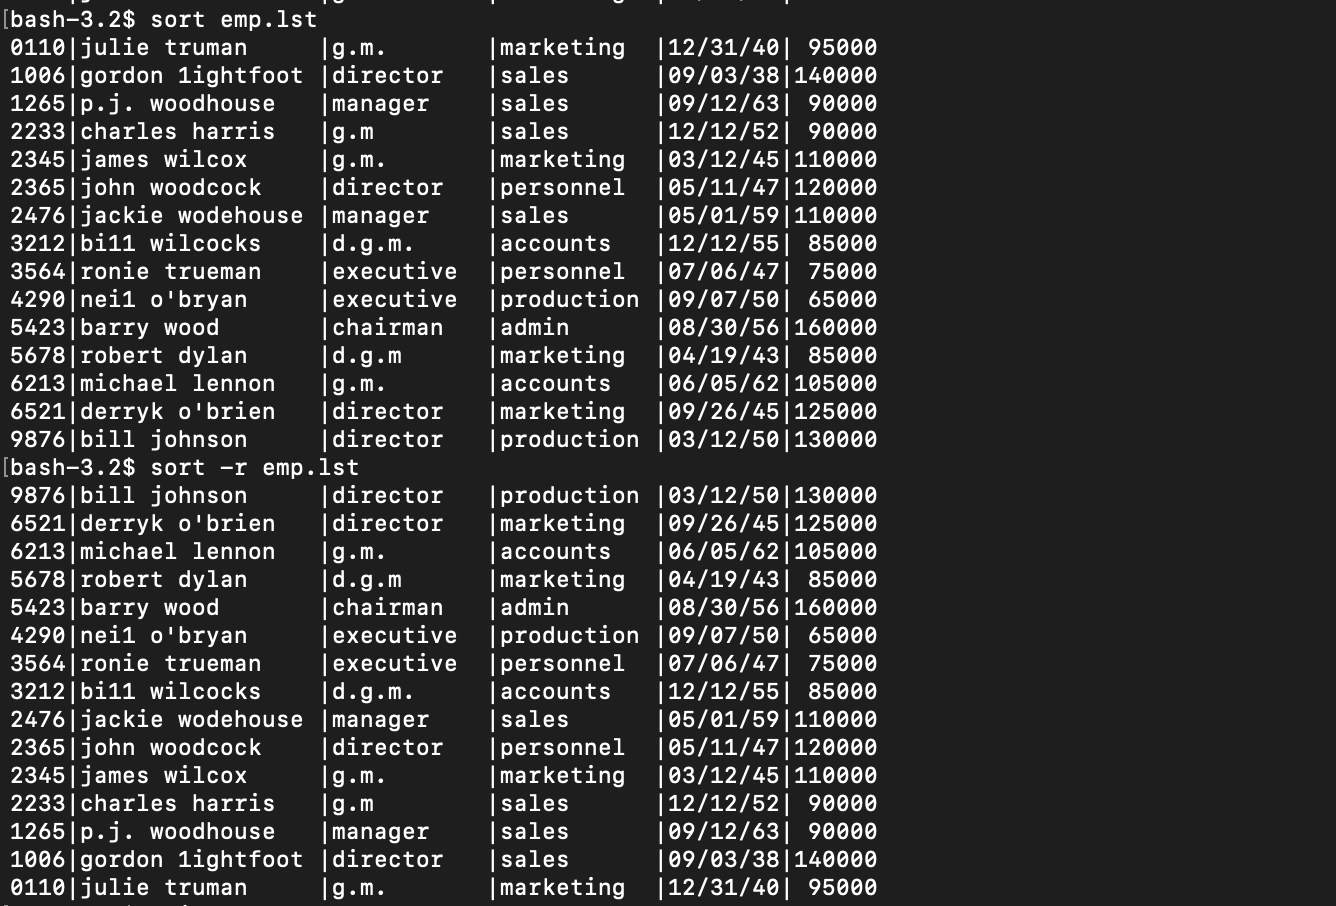 [bash-3.2$ sort emp.lst
0110|julie truman     |g.m.       |marketing  |12/31/40| 95000
1006|gordon 1ightfoot |director   |sales      |09/03/38|140000
1265|p.j. woodhouse   |manager    |sales      |09/12/63| 90000
2233|charles harris   |g.m        |sales      |12/12/52| 90000
2345|james wilcox     |g.m.       |marketing  |03/12/45|110000
2365|john woodcock    |director   |personnel  |05/11/47|120000
2476|jackie wodehouse |manager    |sales      |05/01/59|110000
3212|bi11 wilcocks    |d.g.m.     |accounts   |12/12/55| 85000
3564|ronie trueman    |executive  |personnel  |07/06/47| 75000
4290|nei1 o'bryan     |executive  |production |09/07/50| 65000
5423|barry wood       |chairman   |admin      |08/30/56|160000
5678|robert dylan     |d.g.m      |marketing  |04/19/43| 85000
6213|michael lennon   |g.m.       |accounts   |06/05/62|105000
6521|derryk o'brien   |director   |marketing  |09/26/45|125000
9876|bill johnson     |director   |production |03/12/50|130000
[bash-3.2$ sort -r emp.lst
9876|bill johnson     |director   |production |03/12/50|130000
6521|derryk o'brien   |director   |marketing  |09/26/45|125000
6213|michael lennon   |g.m.       |accounts   |06/05/62|105000
5678|robert dylan     |d.g.m      |marketing  |04/19/43| 85000
5423|barry wood       |chairman   |admin      |08/30/56|160000
4290|nei1 o'bryan     |executive  |production |09/07/50| 65000
3564|ronie trueman    |executive  |personnel  |07/06/47| 75000
3212|bi11 wilcocks    |d.g.m.     |accounts   |12/12/55| 85000
2476|jackie wodehouse |manager    |sales      |05/01/59|110000
2365|john woodcock    |director   |personnel  |05/11/47|120000
2345|james wilcox     |g.m.       |marketing  |03/12/45|110000
2233|charles harris   |g.m        |sales      |12/12/52| 90000
1265|p.j. woodhouse   |manager    |sales      |09/12/63| 90000
1006|gordon 1ightfoot |director   |sales      |09/03/38|140000
0110|julie truman     |g.m.       |marketing  |12/31/40| 95000